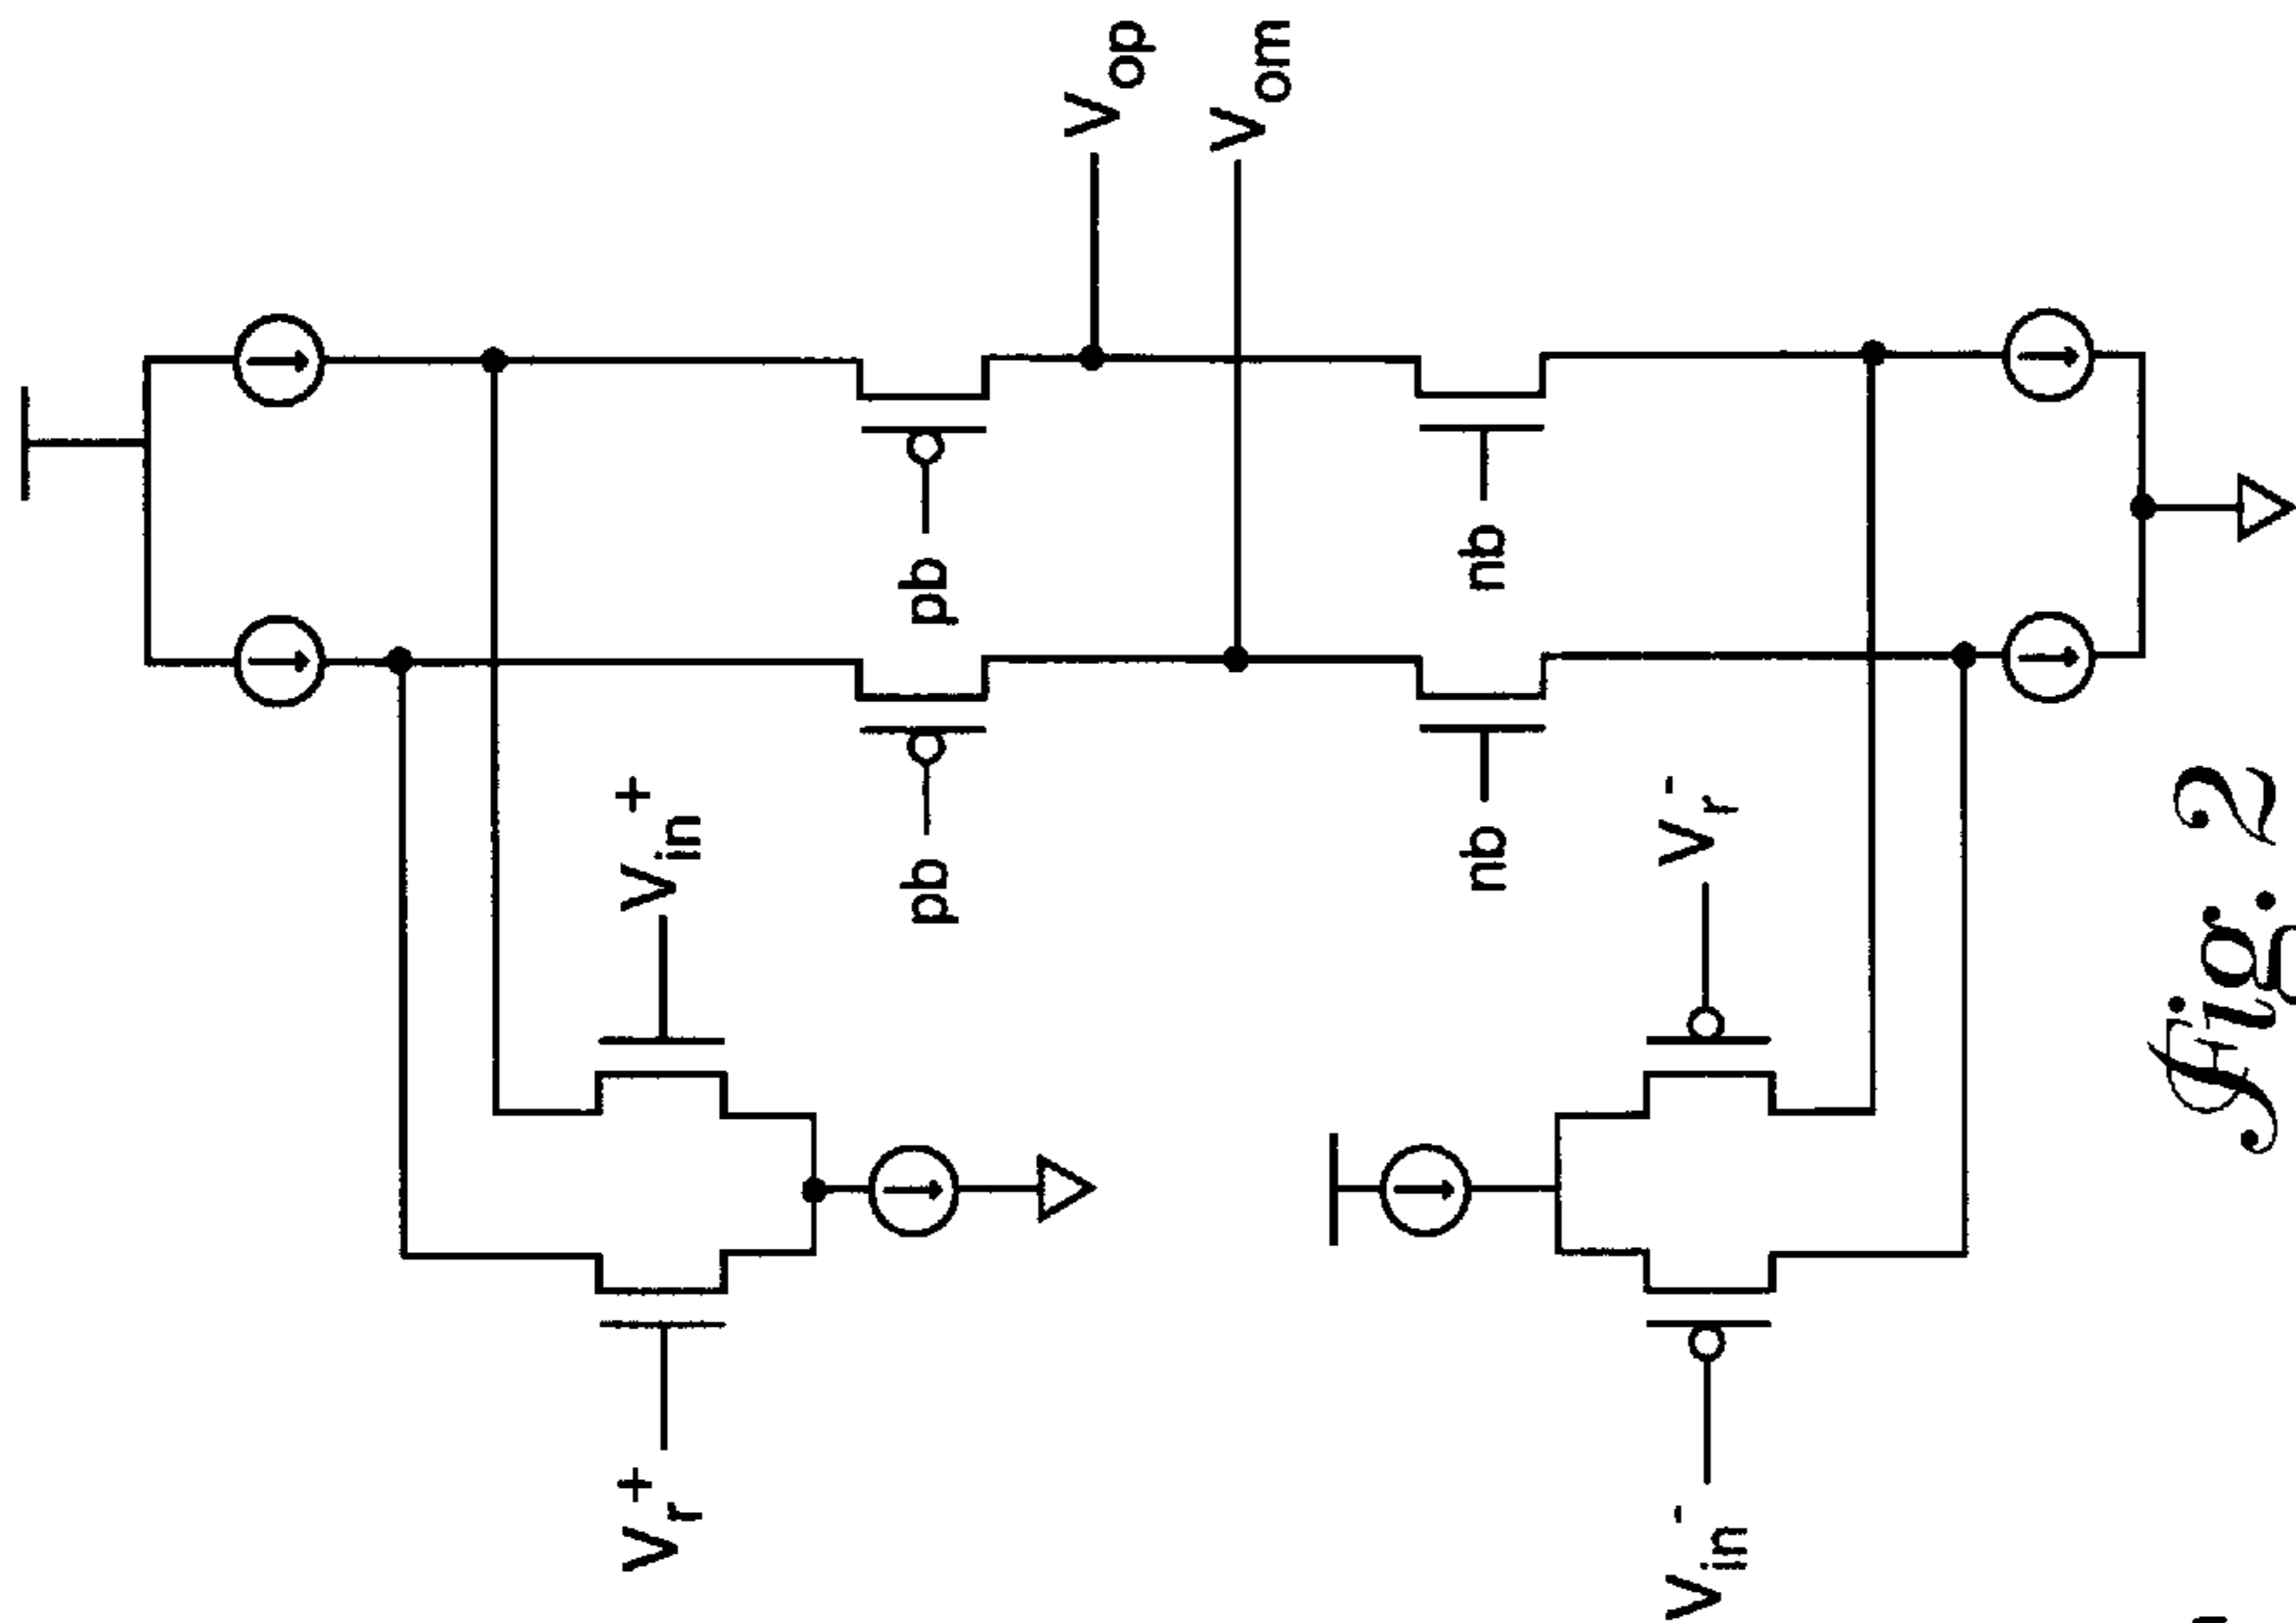 Vr+
Vin+
pb
pb
Vop
Vom
nb
nb
Vin-
Vr-
Fig. 2